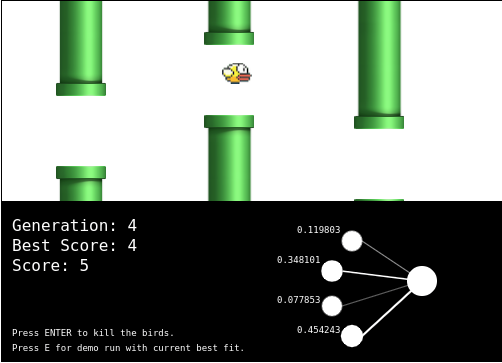 Generation: 4
Best Score: 4
Score: 5
0.119803
0.348101
0.077853
0.454243
Press ENTER to kill the birds.
Press E for demo run with current best fit.